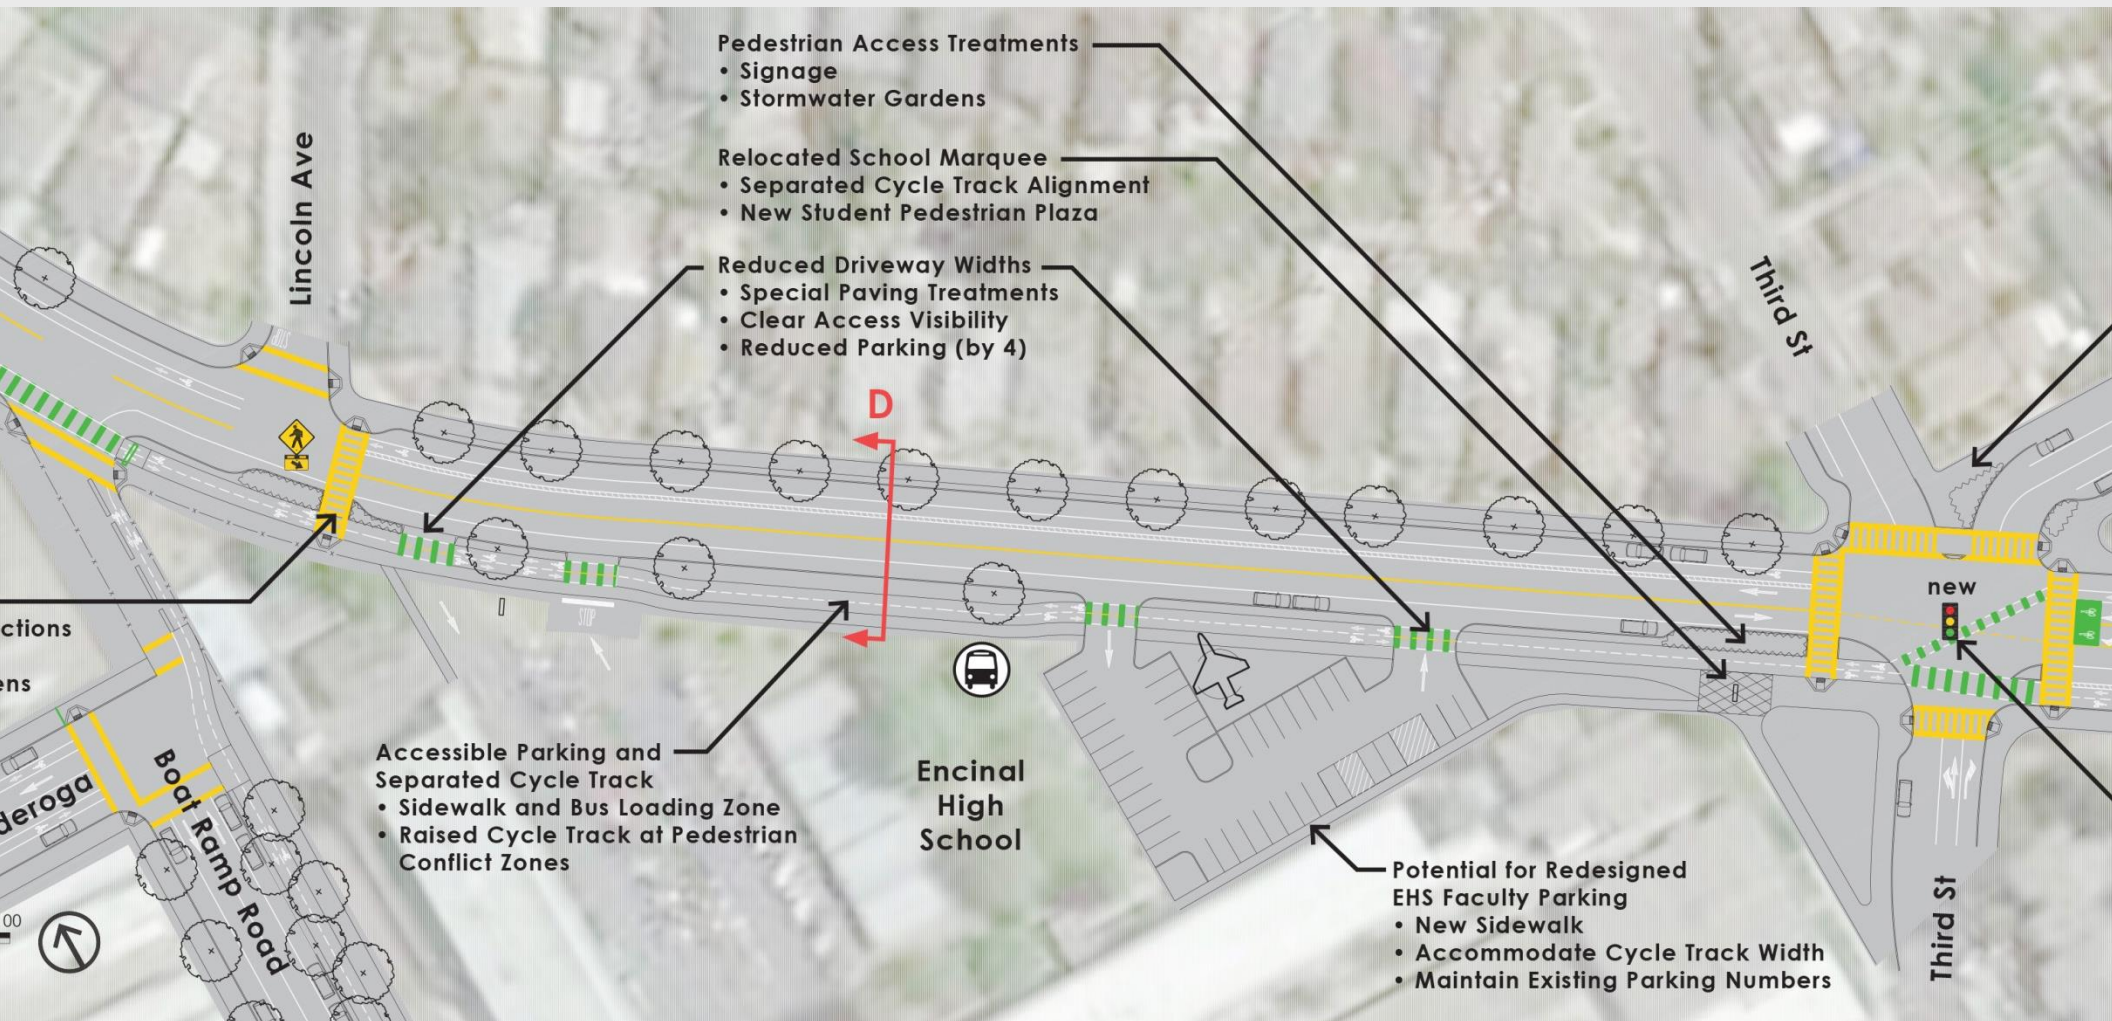 Pedestrian Access Treatments
• Signage
• Stormwater Gardens
Relocated School Marquee
• Separated Cycle Track Alignment
• New Student Pedestrian Plaza
Reduced Driveway Widths
• Special Paving Treatments
• Clear Access Visibility
• Reduced Parking (by 4)
Lincoln Ave
Third St
D
new
STOP
ctions
ens
deroga
Boat Ramp Road
Accessible Parking and
Separated Cycle Track
• Sidewalk and Bus Loading Zone
• Raised Cycle Track at Pedestrian
Conflict Zones
Encinal
High
School
Potential for Redesigned
EHS Faculty Parking
• New Sidewalk
• Accommodate Cycle Track Width
• Maintain Existing Parking Numbers
Third St
00